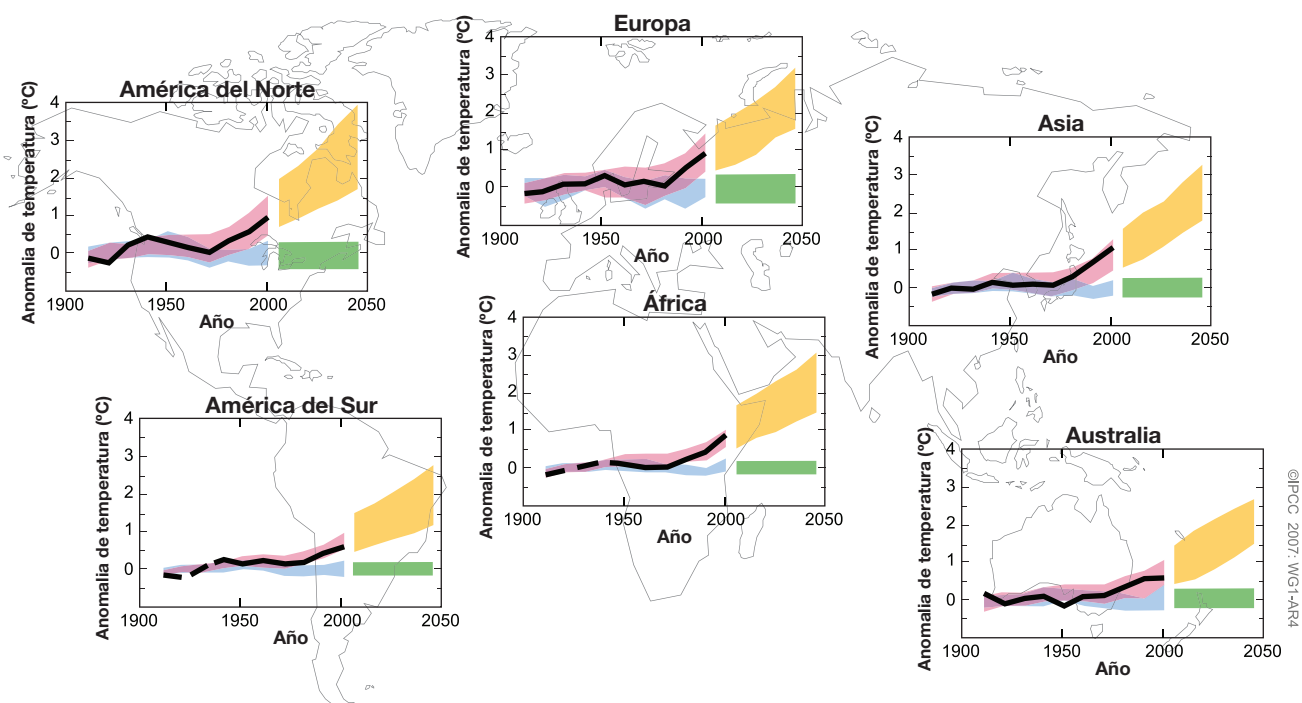 Europa
Anomalia de temperatura (ºC)
4
3
2
1
0
1900
1950
2000
2050
Año
América del Norte
Anomalia de temperatura (ºC)
4
3
2
1
0
1900
1950
2000
2050
Año
Asia
Anomalia de temperatura (ºC)
4
3
2
1
0
1900
1950
2000
2050
Año
África
Anomalia de temperatura (ºC)
4
3
2
1
0
1900
1950
2000
2050
Año
América del Sur
Anomalia de temperatura (ºC)
4
3
2
1
0
1900
1950
2000
2050
Año
Australia
Anomalia de temperatura (ºC)
4
3
2
1
0
1900
1950
2000
2050
Año
©IPCC 2007: WG1-AR4